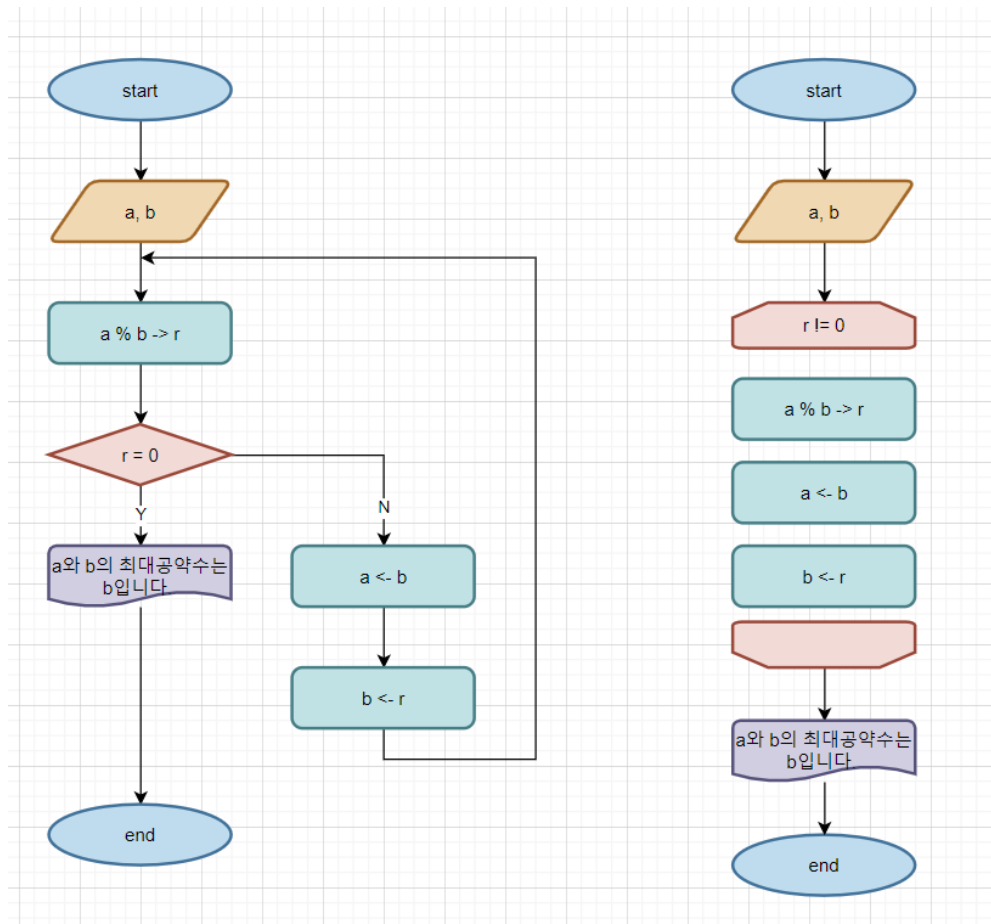 start
a, b
a % b -> r
r = 0
Y
N
a와 b의 최대공약수는
b입니다
a <- b
b <- r
end
start
a, b
r != 0
a % b -> r
a <- b
b <- r
a와 b의 최대공약수는
b입니다
end